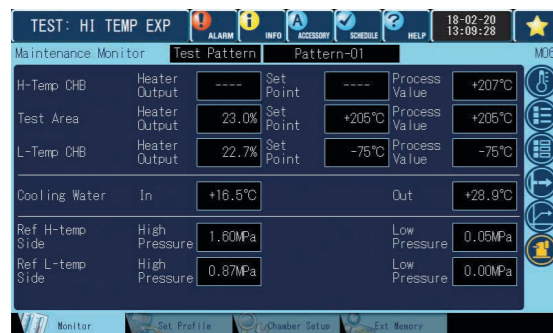 TEST: HI TEMP EXP ALARM INFO ACCESSORY SCHEDULE HELP 18-02-20
13:09:28
Maintenance Monitor Test Pattern Pattern-01 M06
H-Temp CHB Heater Output ---- Set Point ---- Process Value +207°C
Test Area Heater Output 23.0% Set Point +205°C Process Value +205°C
L-Temp CHB Heater Output 22.7% Set Point -75°C Process Value -75°C
Cooling Water In +16.5°C Out +28.9°C
Ref H-temp Side High Pressure 1.60MPa Low Pressure 0.05MPa
Ref L-temp Side High Pressure 0.87MPa Low Pressure 0.00MPa
Monitor Set Profile Chamber Setup Ext Memory